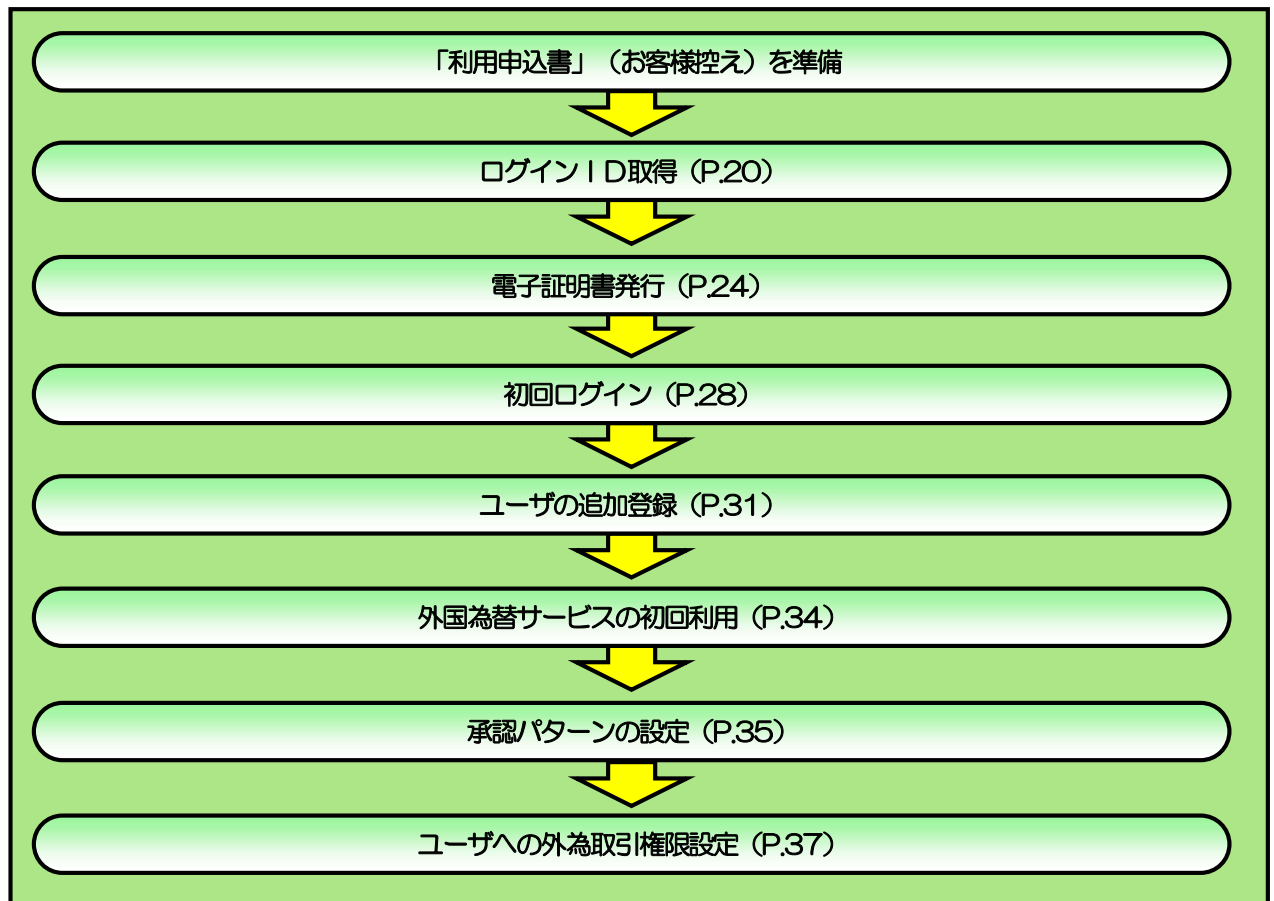 「利用申込書」（お客様控え）を準備
ログインＩＤ取得（P.20）
電子証明書発行（P.24）
初回ログイン（P.28）
ユーザの追加登録（P.31）
外国為替サービスの初回利用（P.34）
承認パターンの設定（P.35）
ユーザへの外為取引権限設定（P.37）